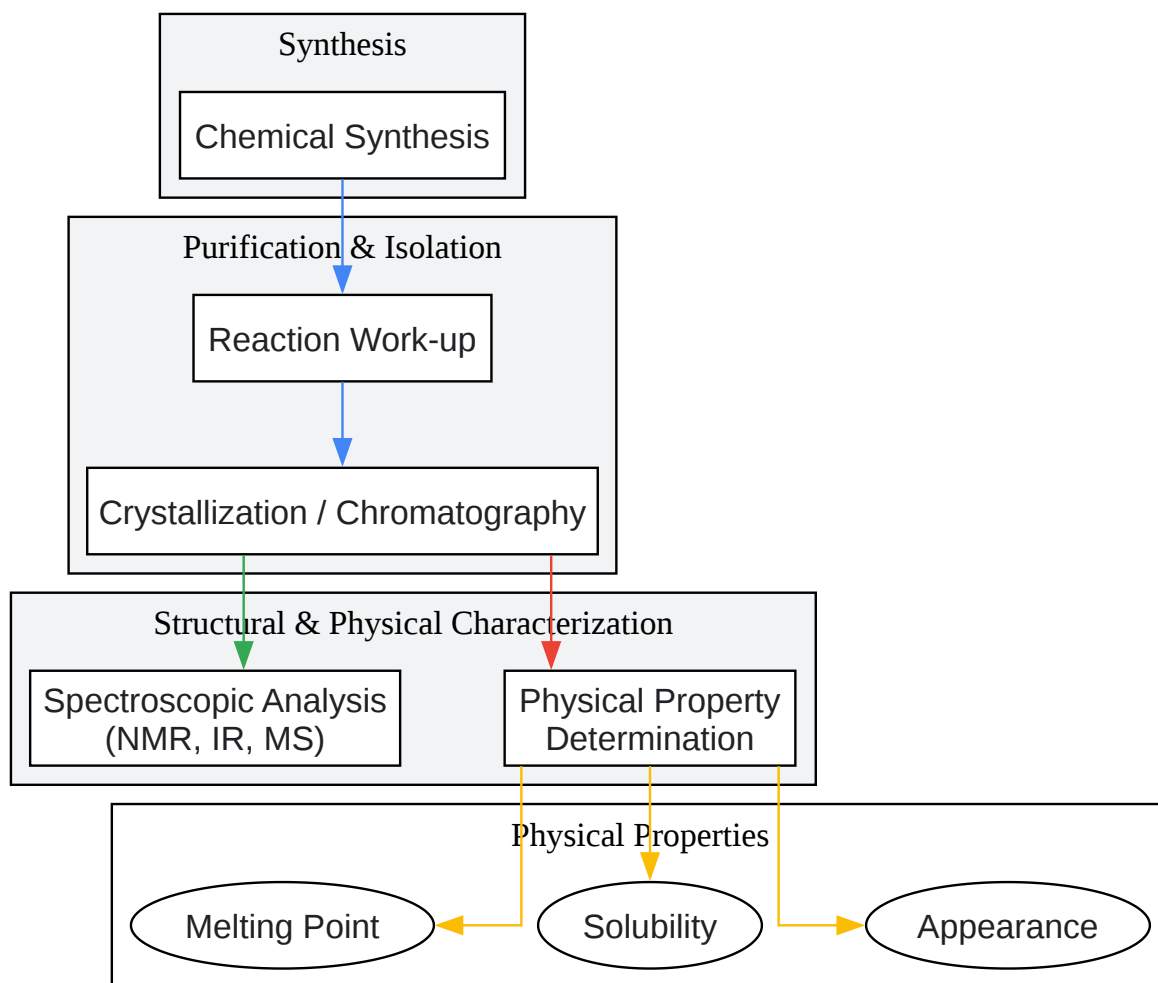 Synthesis
Chemical Synthesis
Purification & Isolation
Reaction Work-up
Crystallization / Chromatography
Structural & Physical Characterization
Spectroscopic Analysis
(NMR, IR, MS)
Physical Property
Determination
Physical Properties
Melting Point
Solubility
Appearance